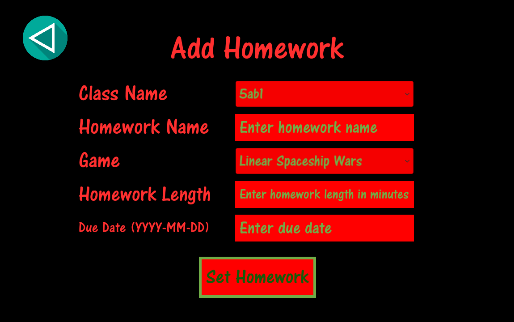 Add Homework
Class Name 5ab1
Homework Name Enter homework name
Game Linear Spaceship Wars
Homework Length Enter homework length in minutes
Due Date (YYYY-MM-DD) Enter due date
Set Homework